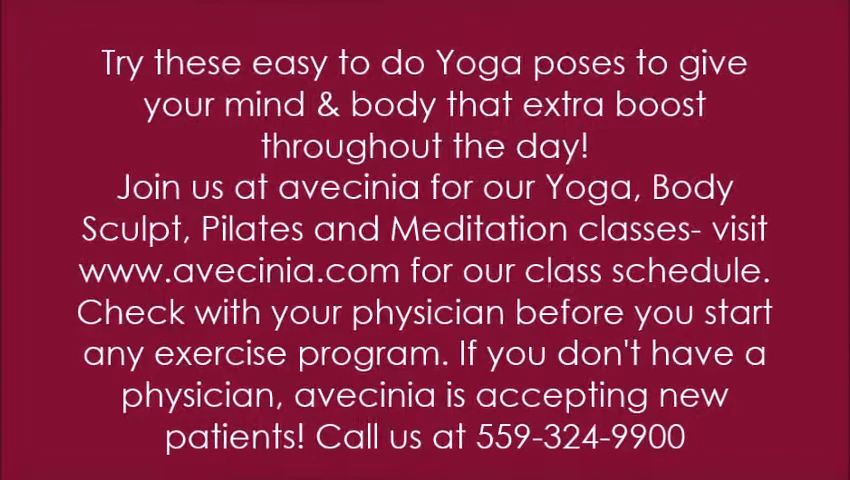 Try these easy to do Yoga poses to give
your mind & body that extra boost
throughout the day!
Join us at avecinia for our Yoga, Body
Sculpt, Pilates and Meditation classes- visit
www.avecinia.com for our class schedule.
Check with your physician before you start
any exercise program. If you don't have a
physician, avecinia is accepting new
patients! Call us at 559-324-9900